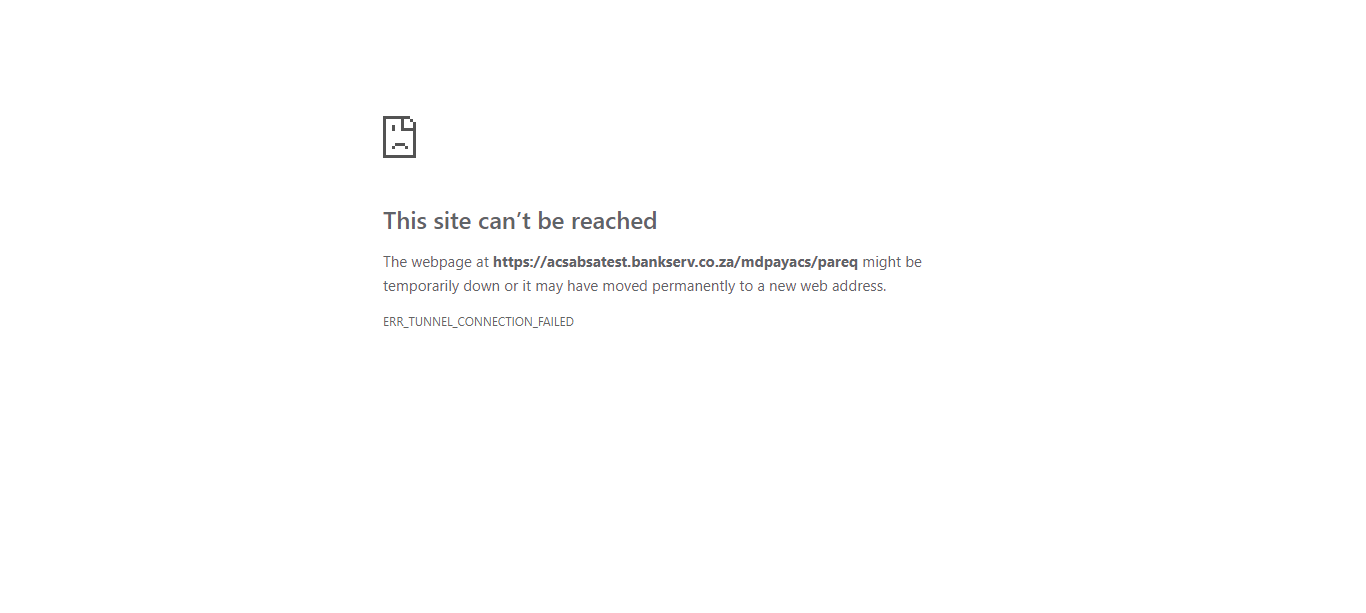 This site can’t be reached
The webpage at https://acsabsatest.bankserv.co.za/mdpayacs/pareq might be
temporarily down or it may have moved permanently to a new web address.
ERR_TUNNEL_CONNECTION_FAILED